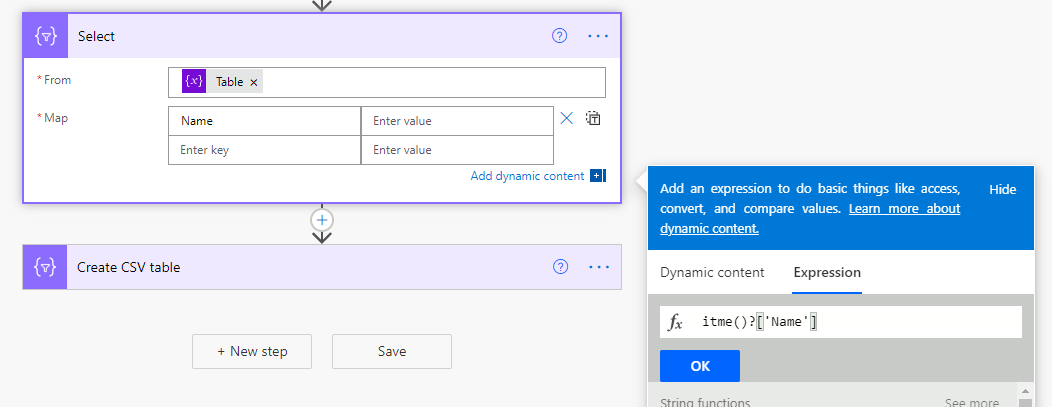 Select
* From
{x} Table ×
* Map
Name
Enter value
Enter key
Enter value
Add dynamic content
Create CSV table
+ New step
Save
Add an expression to do basic things like access,
convert, and compare values. Learn more about
dynamic content.
Hide
Dynamic content
Expression
fx itme()?['Name']
OK
String functions
See more